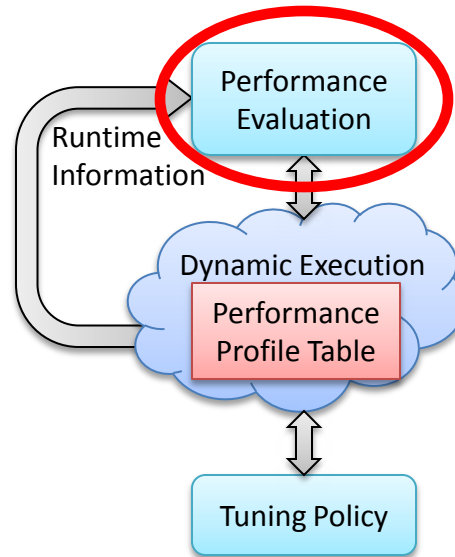 Performance
Evaluation
Runtime
Information
Dynamic Execution
Performance
Profile Table
Tuning Policy